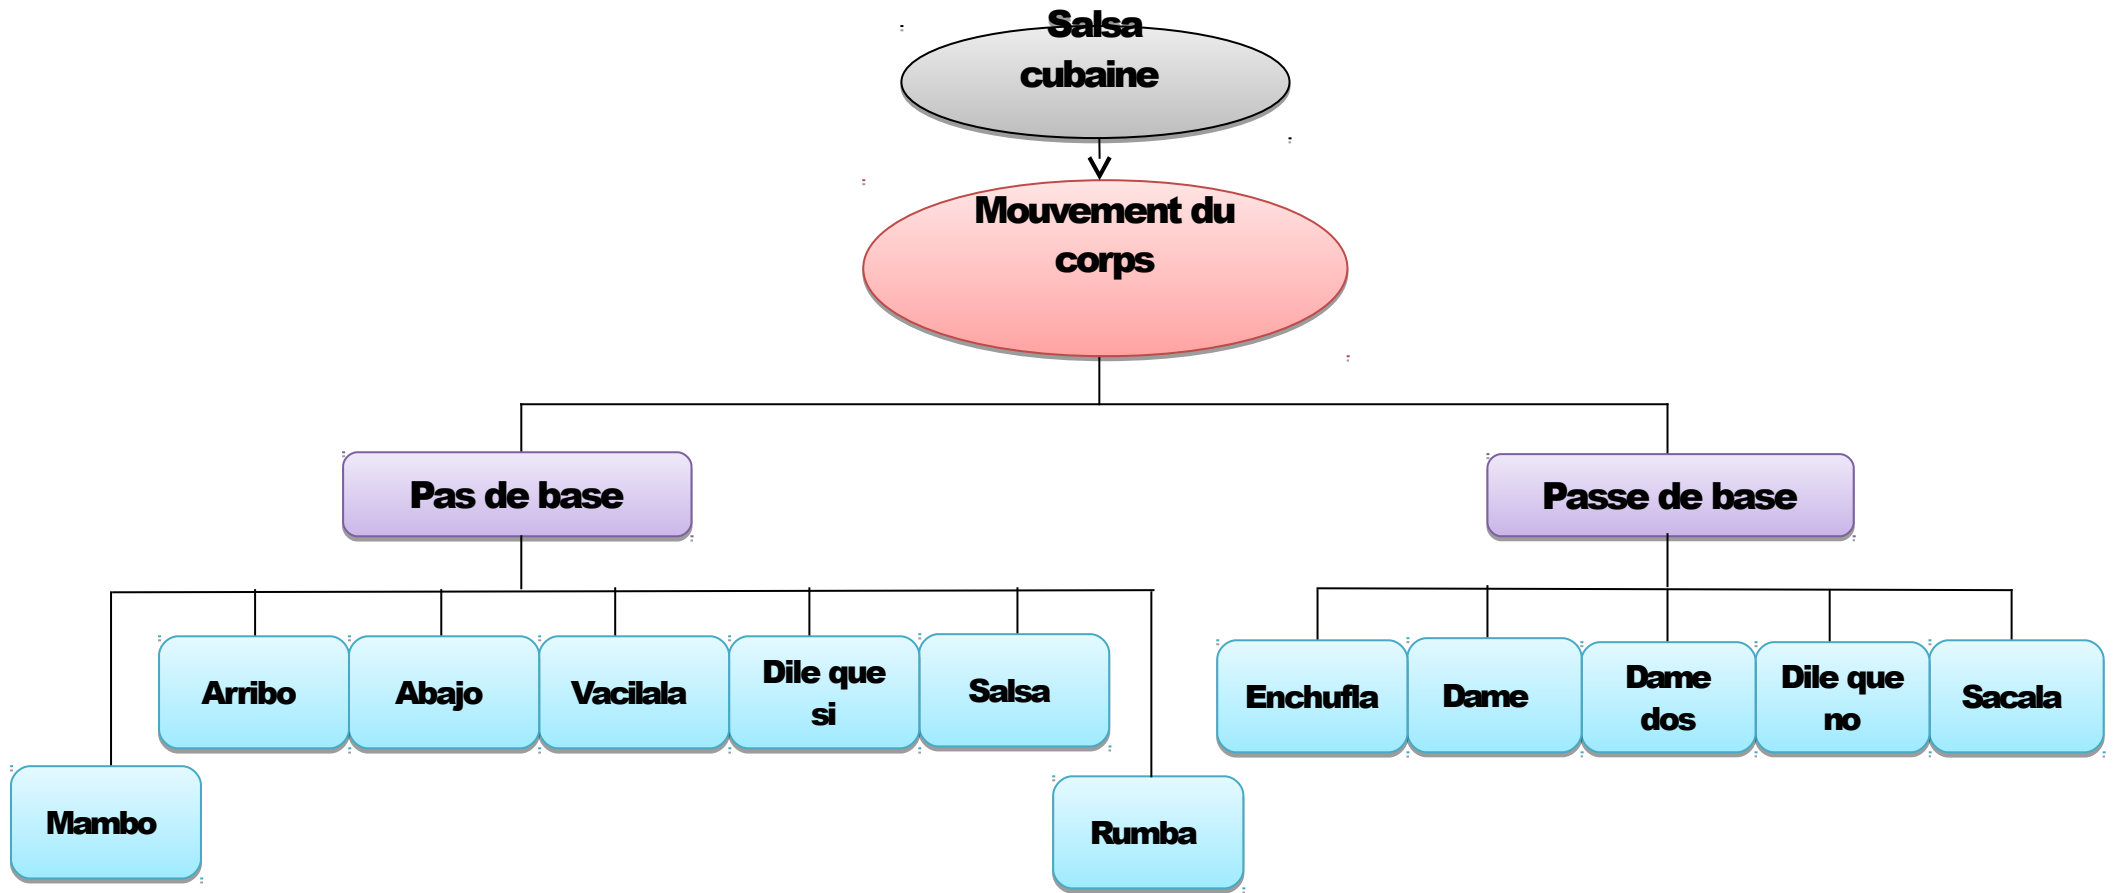 Salsa
cubaine
Mouvement du
corps
Pas de base
Passe de base
Arribo
Abajo
Vacilala
Dile que
si
Salsa
Enchufla
Dame
Dame
dos
Dile que
no
Sacala
Mambo
Rumba